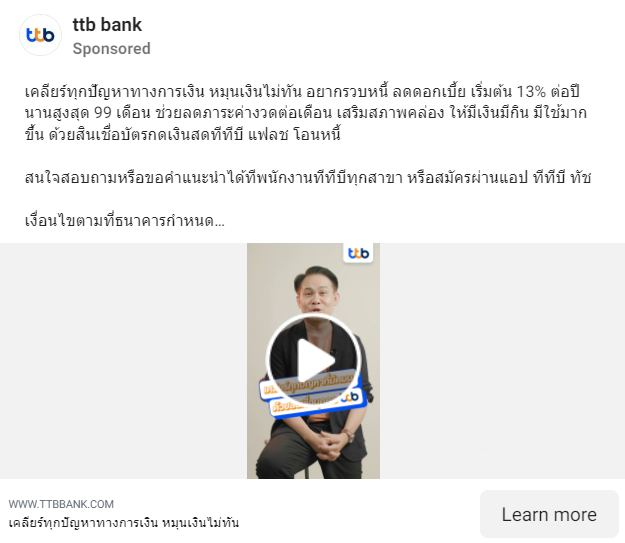 ttb
ttb bank
Sponsored
เคลียร์ทุกปัญหาทางการเงิน หมุนเงินไม่ทัน อยากรวบหนี้ ลดดอกเบี้ย เริ่มต้น 13% ต่อปี
นานสูงสุด 99 เดือน ช่วยลดภาระค่างวดต่อเดือน เสริมสภาพคล่อง ให้มีเงินมีกิน มีใช้มาก
ขึ้น ด้วยสินเชื่อบัตรกดเงินสดทีทีบี แฟลช โอนหนี้
สนใจสอบถามหรือขอคำแนะนำได้ที่พนักงานทีทีบีทุกสาขา หรือสมัครผ่านแอป ทีทีบี ทัช
เงื่อนไขตามที่ธนาคารกำหนด...
ttb
ttb
WWW.TTBBANK.COM
เคลียร์ทุกปัญหาทางการเงิน หมุนเงินไม่ทัน
Learn more